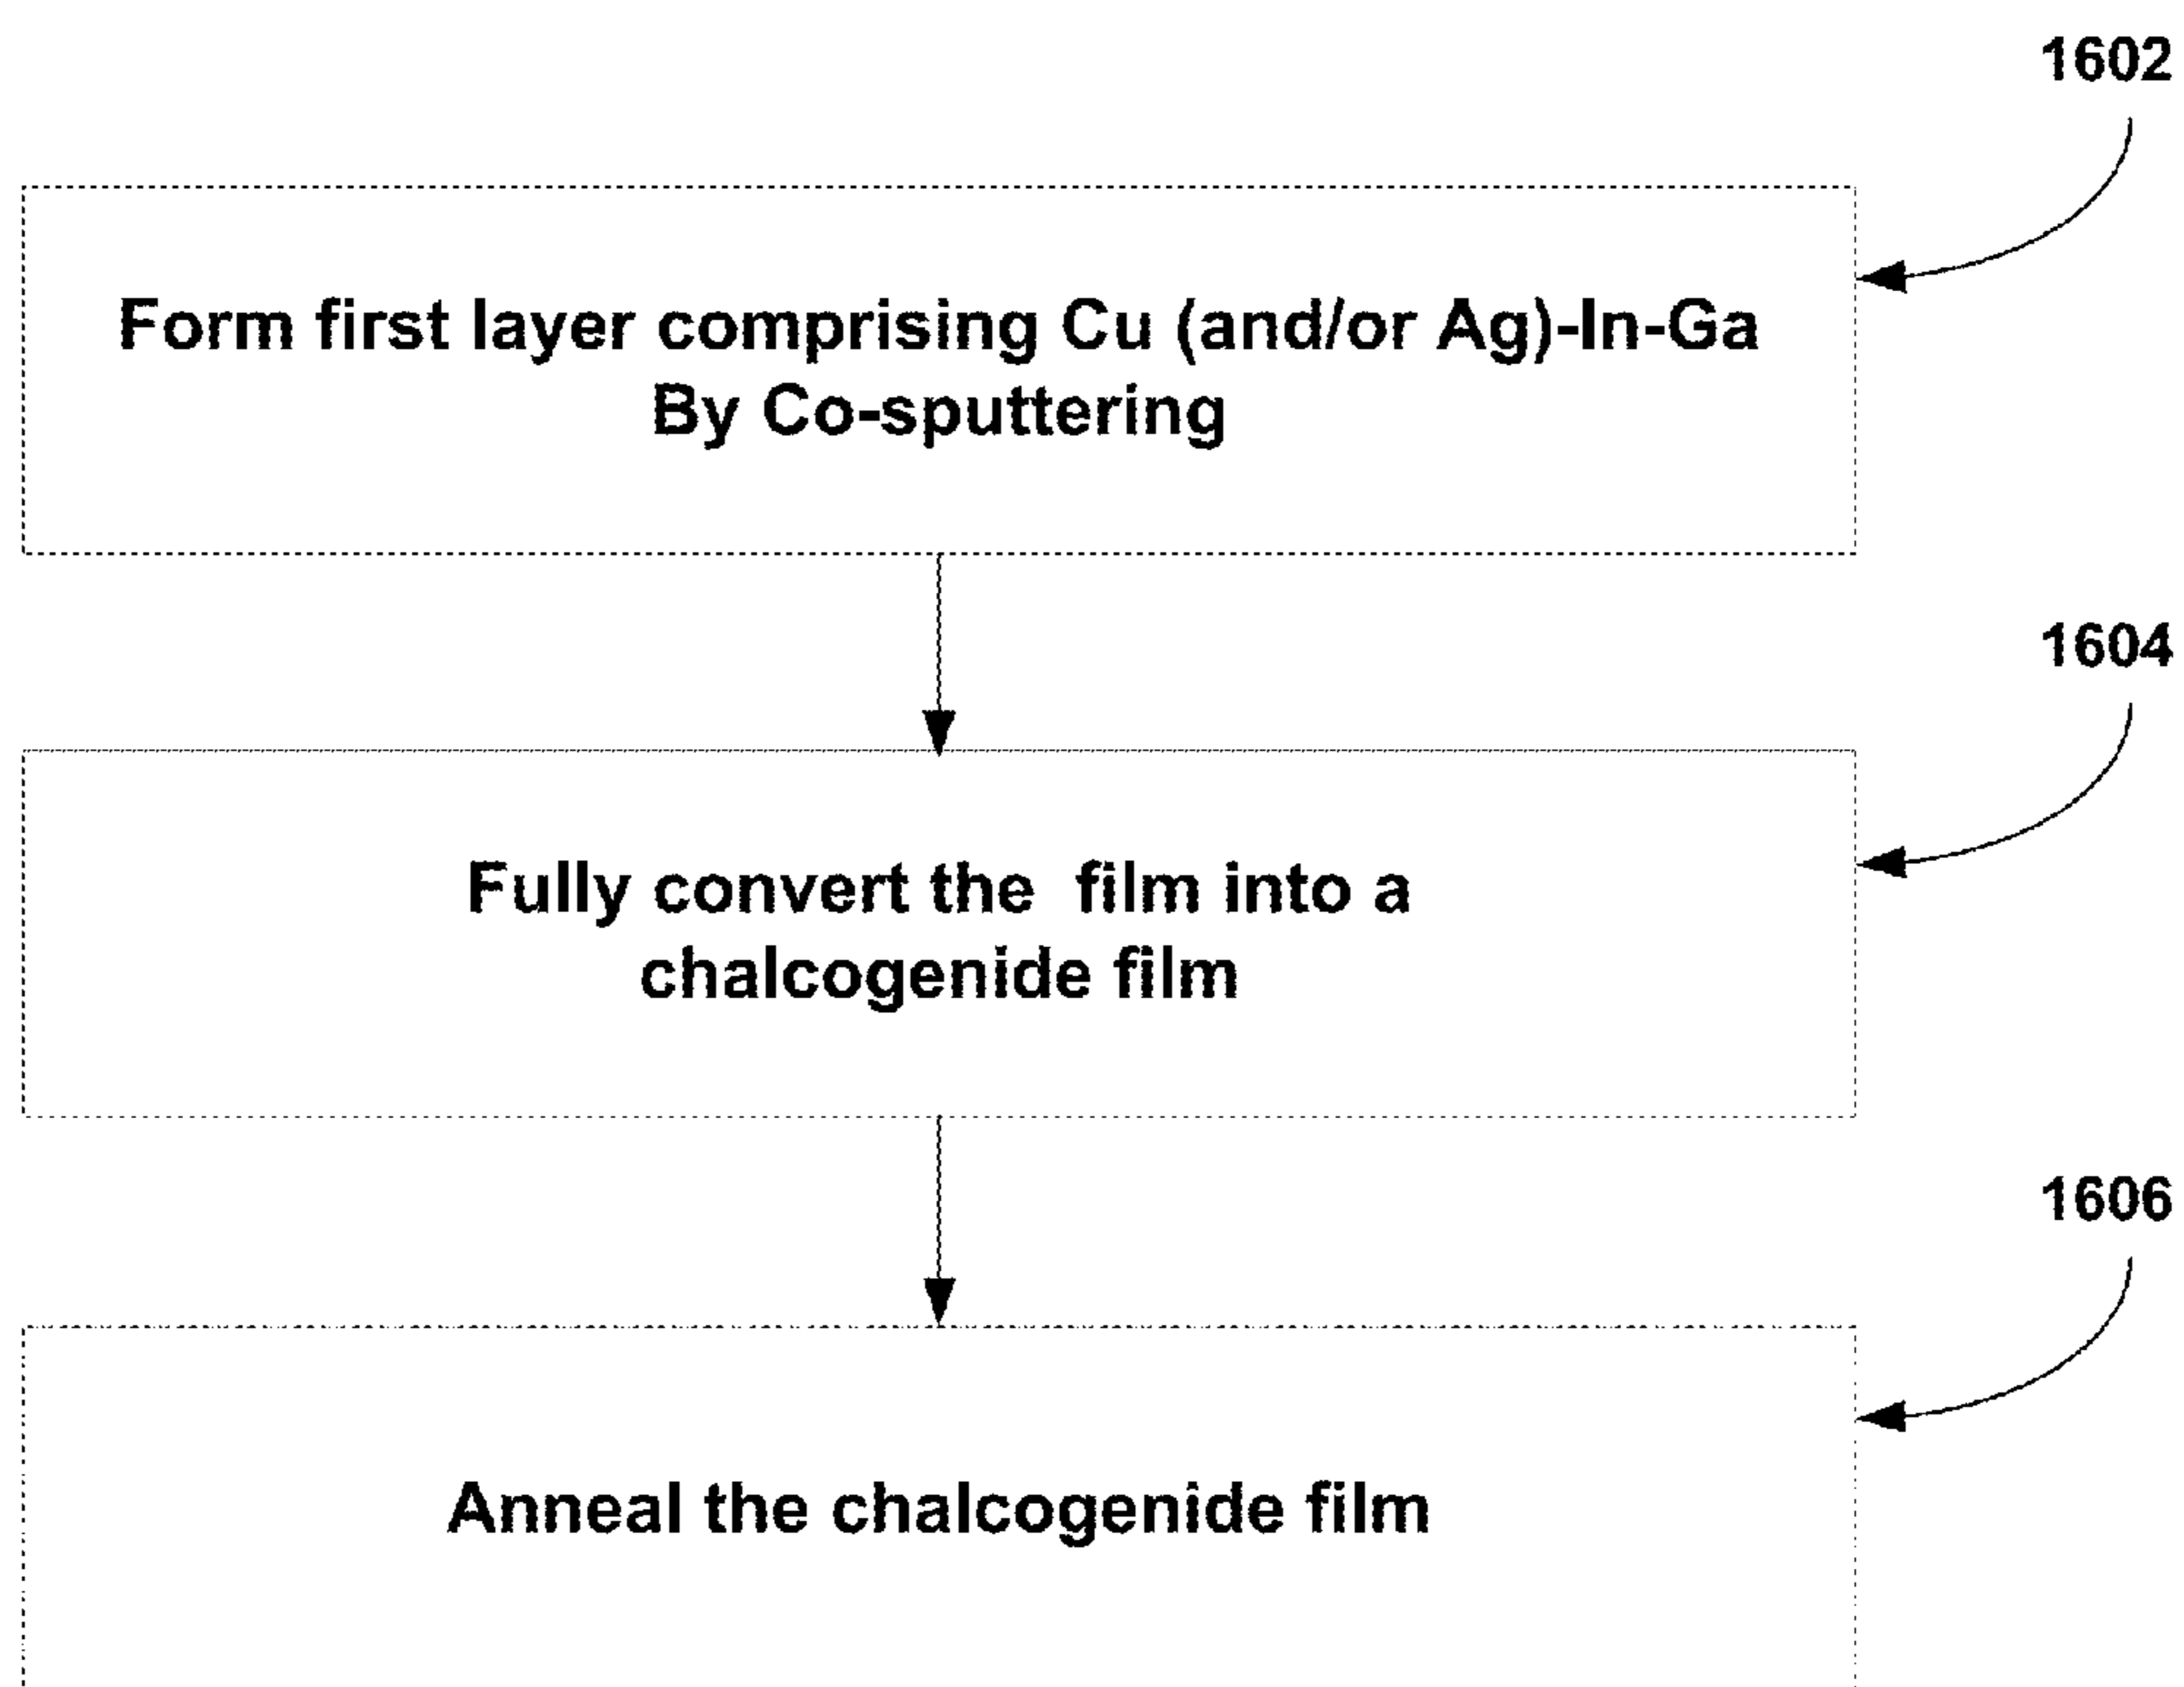 1602
Form first layer comprising Cu (and/or Ag)-In-Ga
By Co-sputtering
1604
Fully convert the film into a
chalcogenide film
1606
Anneal the chalcogenide film